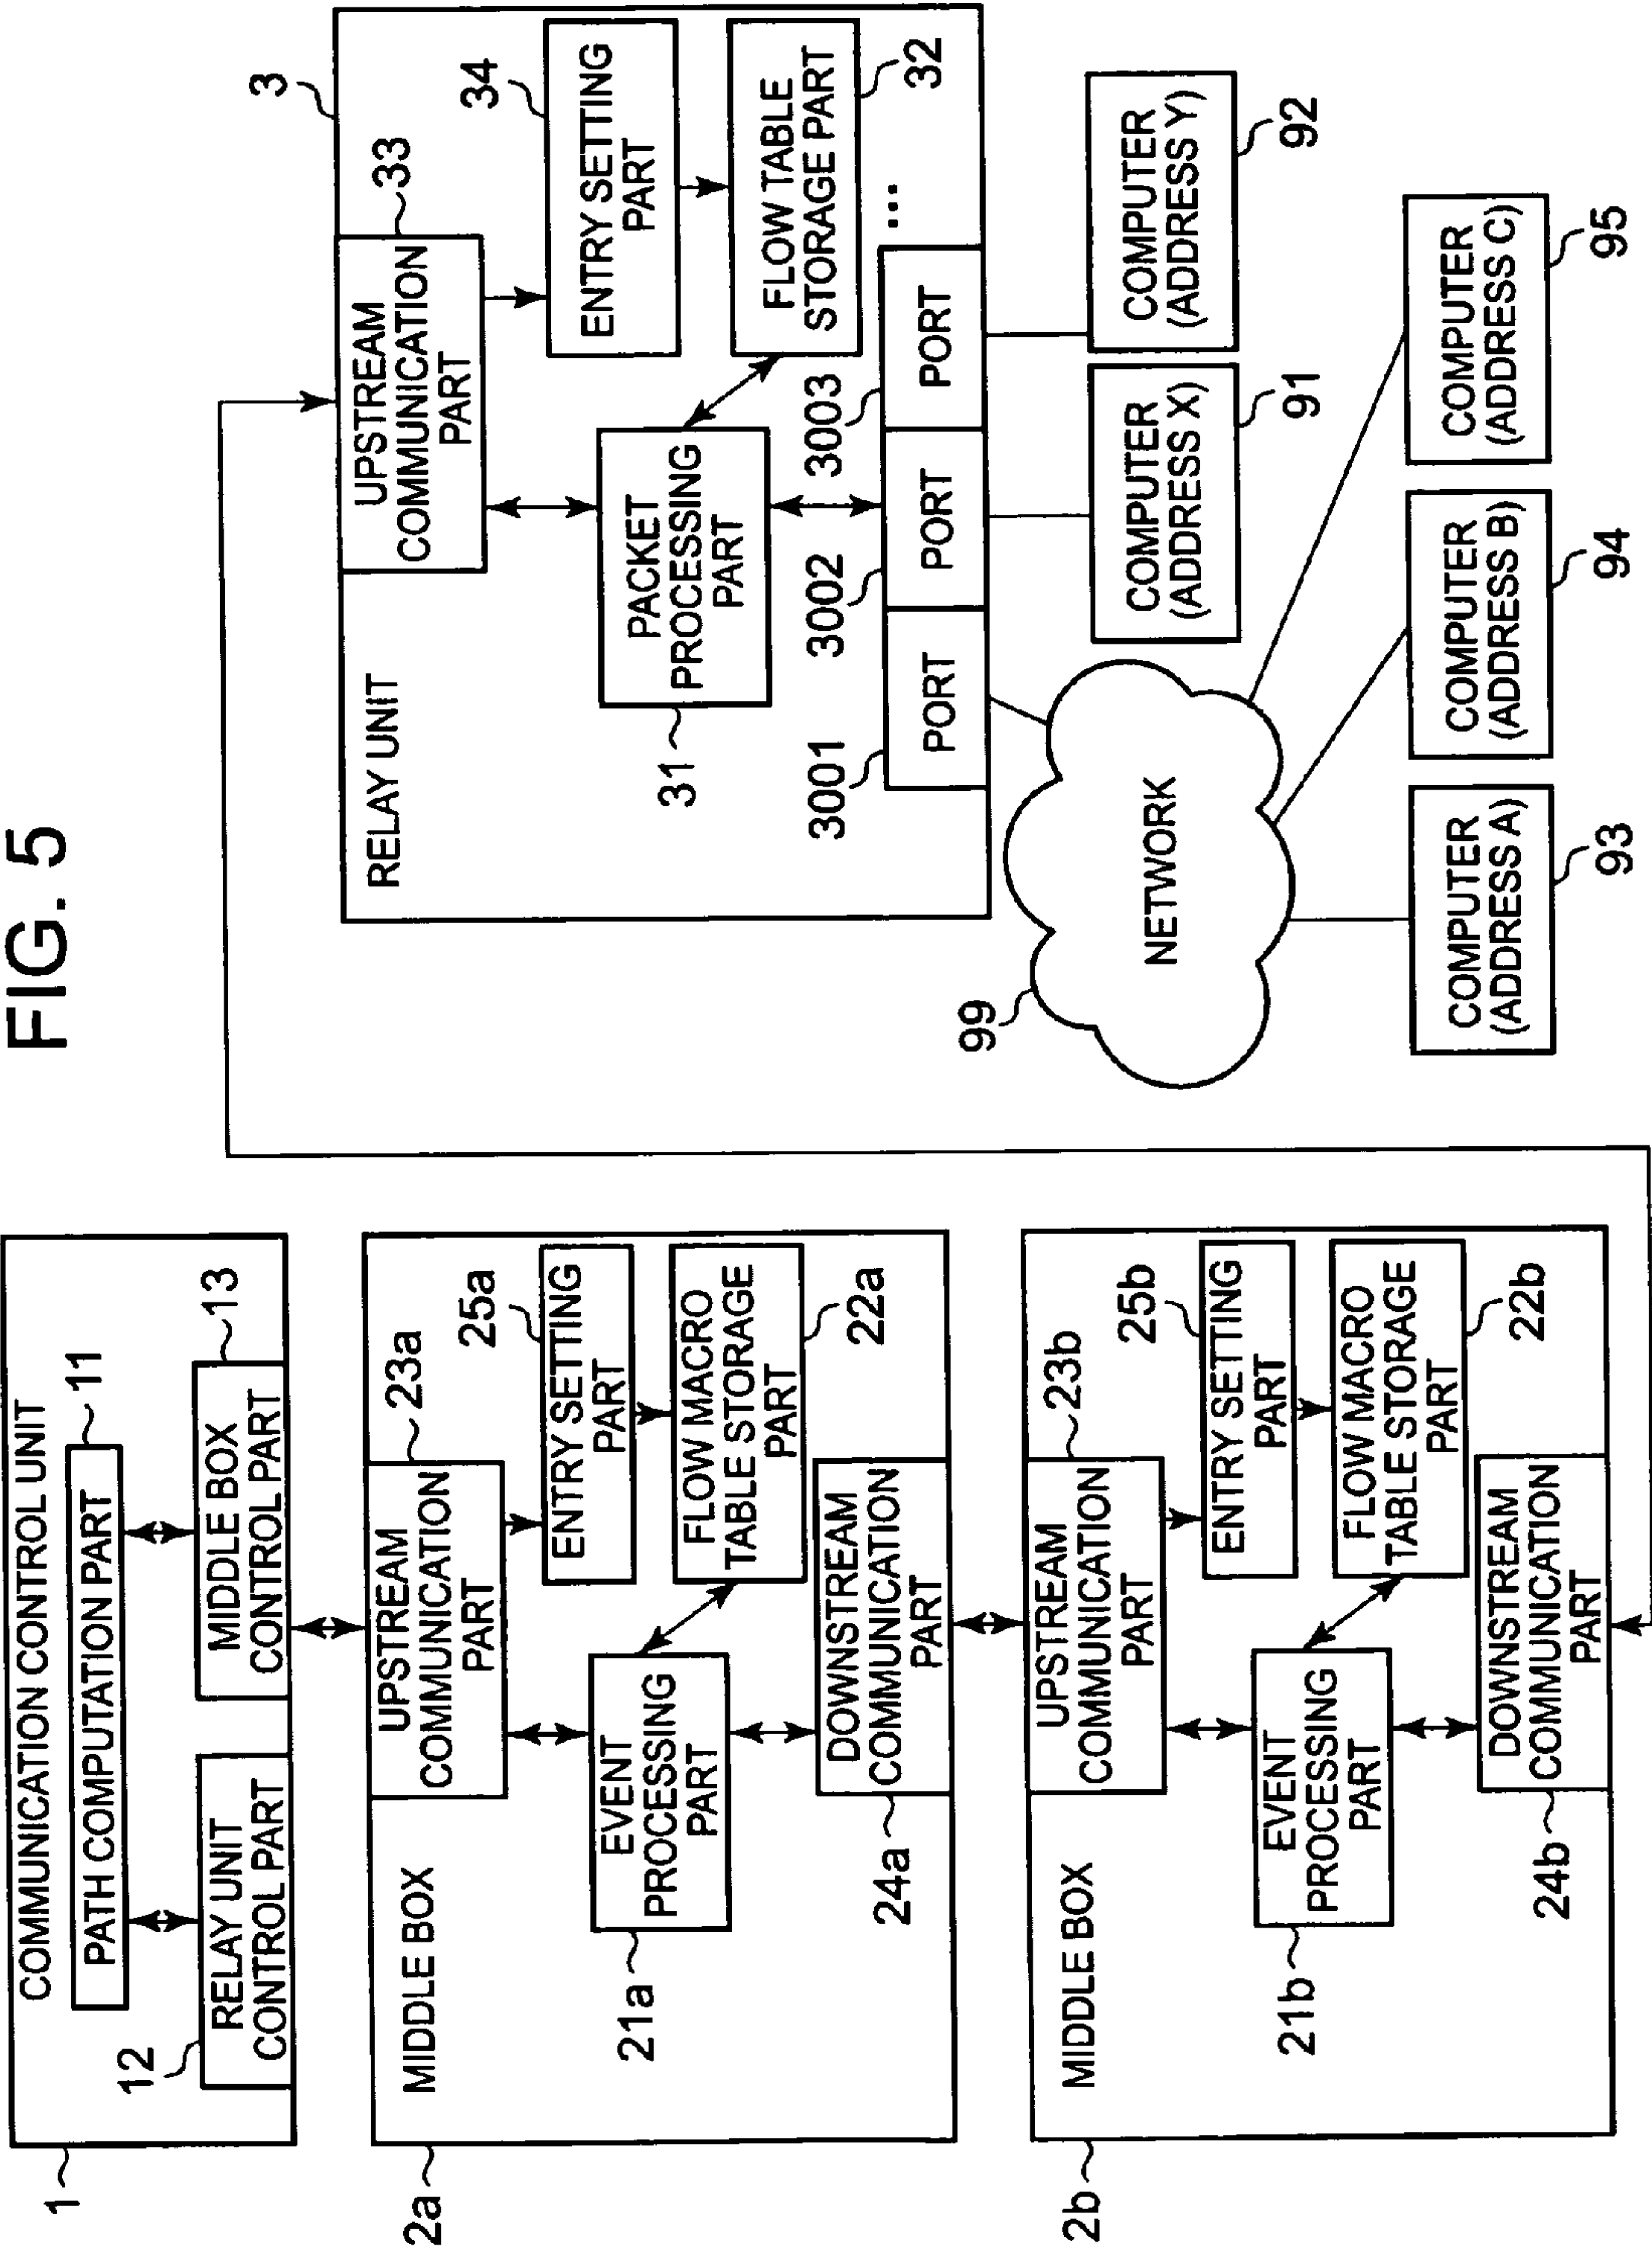 FIG. 5
COMMUNICATION CONTROL UNIT
PATH COMPUTATION PART
11
RELAY UNIT
CONTROL PART
12
MIDDLE BOX
CONTROL PART
13
1
MIDDLE BOX
UPSTREAM
COMMUNICATION
PART
23a
25a
ENTRY SETTING
PART
FLOW MACRO
TABLE STORAGE
PART
22a
EVENT
PROCESSING
PART
21a
DOWNSTREAM
COMMUNICATION
PART
24a
2a
MIDDLE BOX
UPSTREAM
COMMUNICATION
PART
23b
25b
ENTRY SETTING
PART
FLOW MACRO
TABLE STORAGE
PART
22b
EVENT
PROCESSING
PART
21b
DOWNSTREAM
COMMUNICATION
PART
24b
2b
3
RELAY UNIT
UPSTREAM
COMMUNICATION
PART
33
34
ENTRY SETTING
PART
FLOW TABLE
STORAGE PART
32
PACKET
PROCESSING
PART
31
3001
PORT
3002
PORT
3003
PORT
...
99
NETWORK
COMPUTER
(ADDRESS X)
91
COMPUTER
(ADDRESS Y)
92
COMPUTER
(ADDRESS A)
93
COMPUTER
(ADDRESS B)
94
COMPUTER
(ADDRESS C)
95